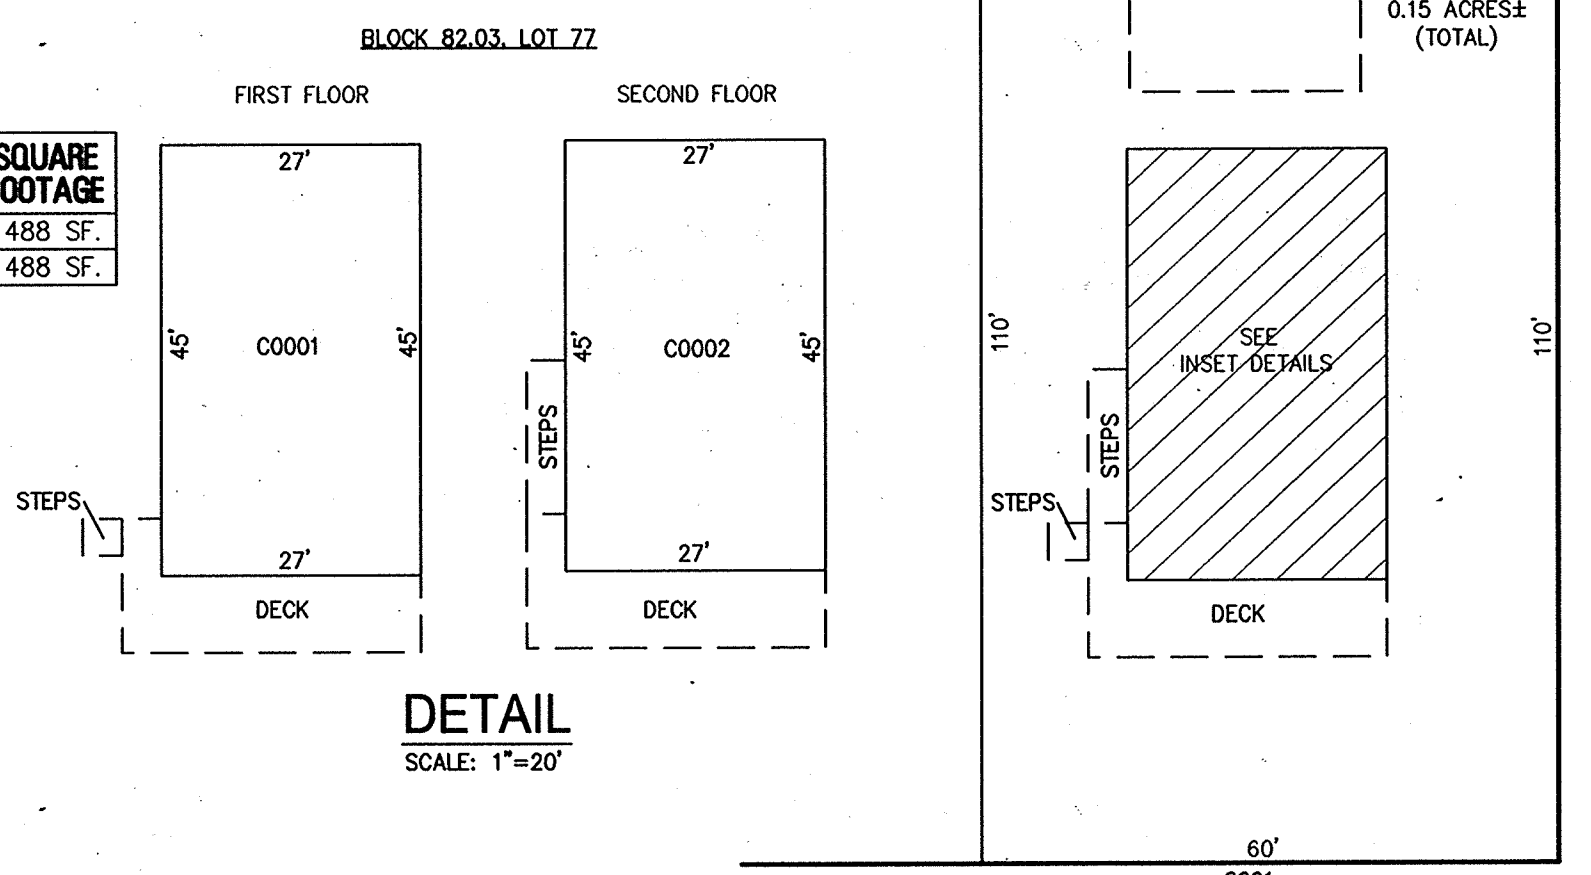 BLOCK 82.03, LOT 77
FIRST FLOOR
SECOND FLOOR
0.15 ACRES±
(TOTAL)
SQUARE
FOOTAGE
488 SF.
488 SF.
27'
45'
C0001
45'
27'
STEPS
DECK
27'
45'
C0002
45'
STEPS
27'
DECK
DETAIL
SCALE: 1"=20'
110'
110'
SEE
INSET DETAILS
STEPS
STEPS
DECK
60'